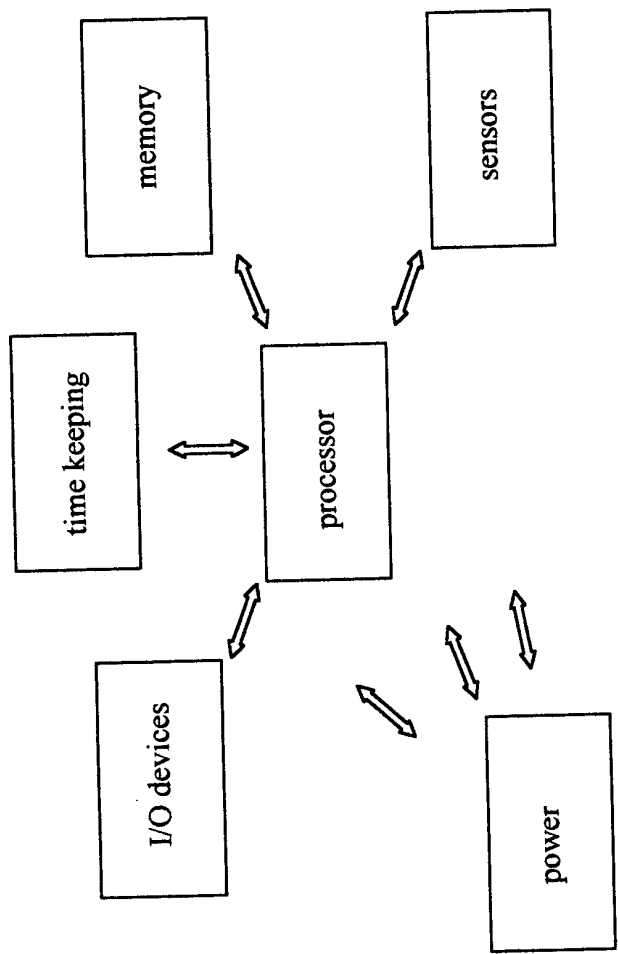 I/O devices
time keeping
memory
processor
power
sensors